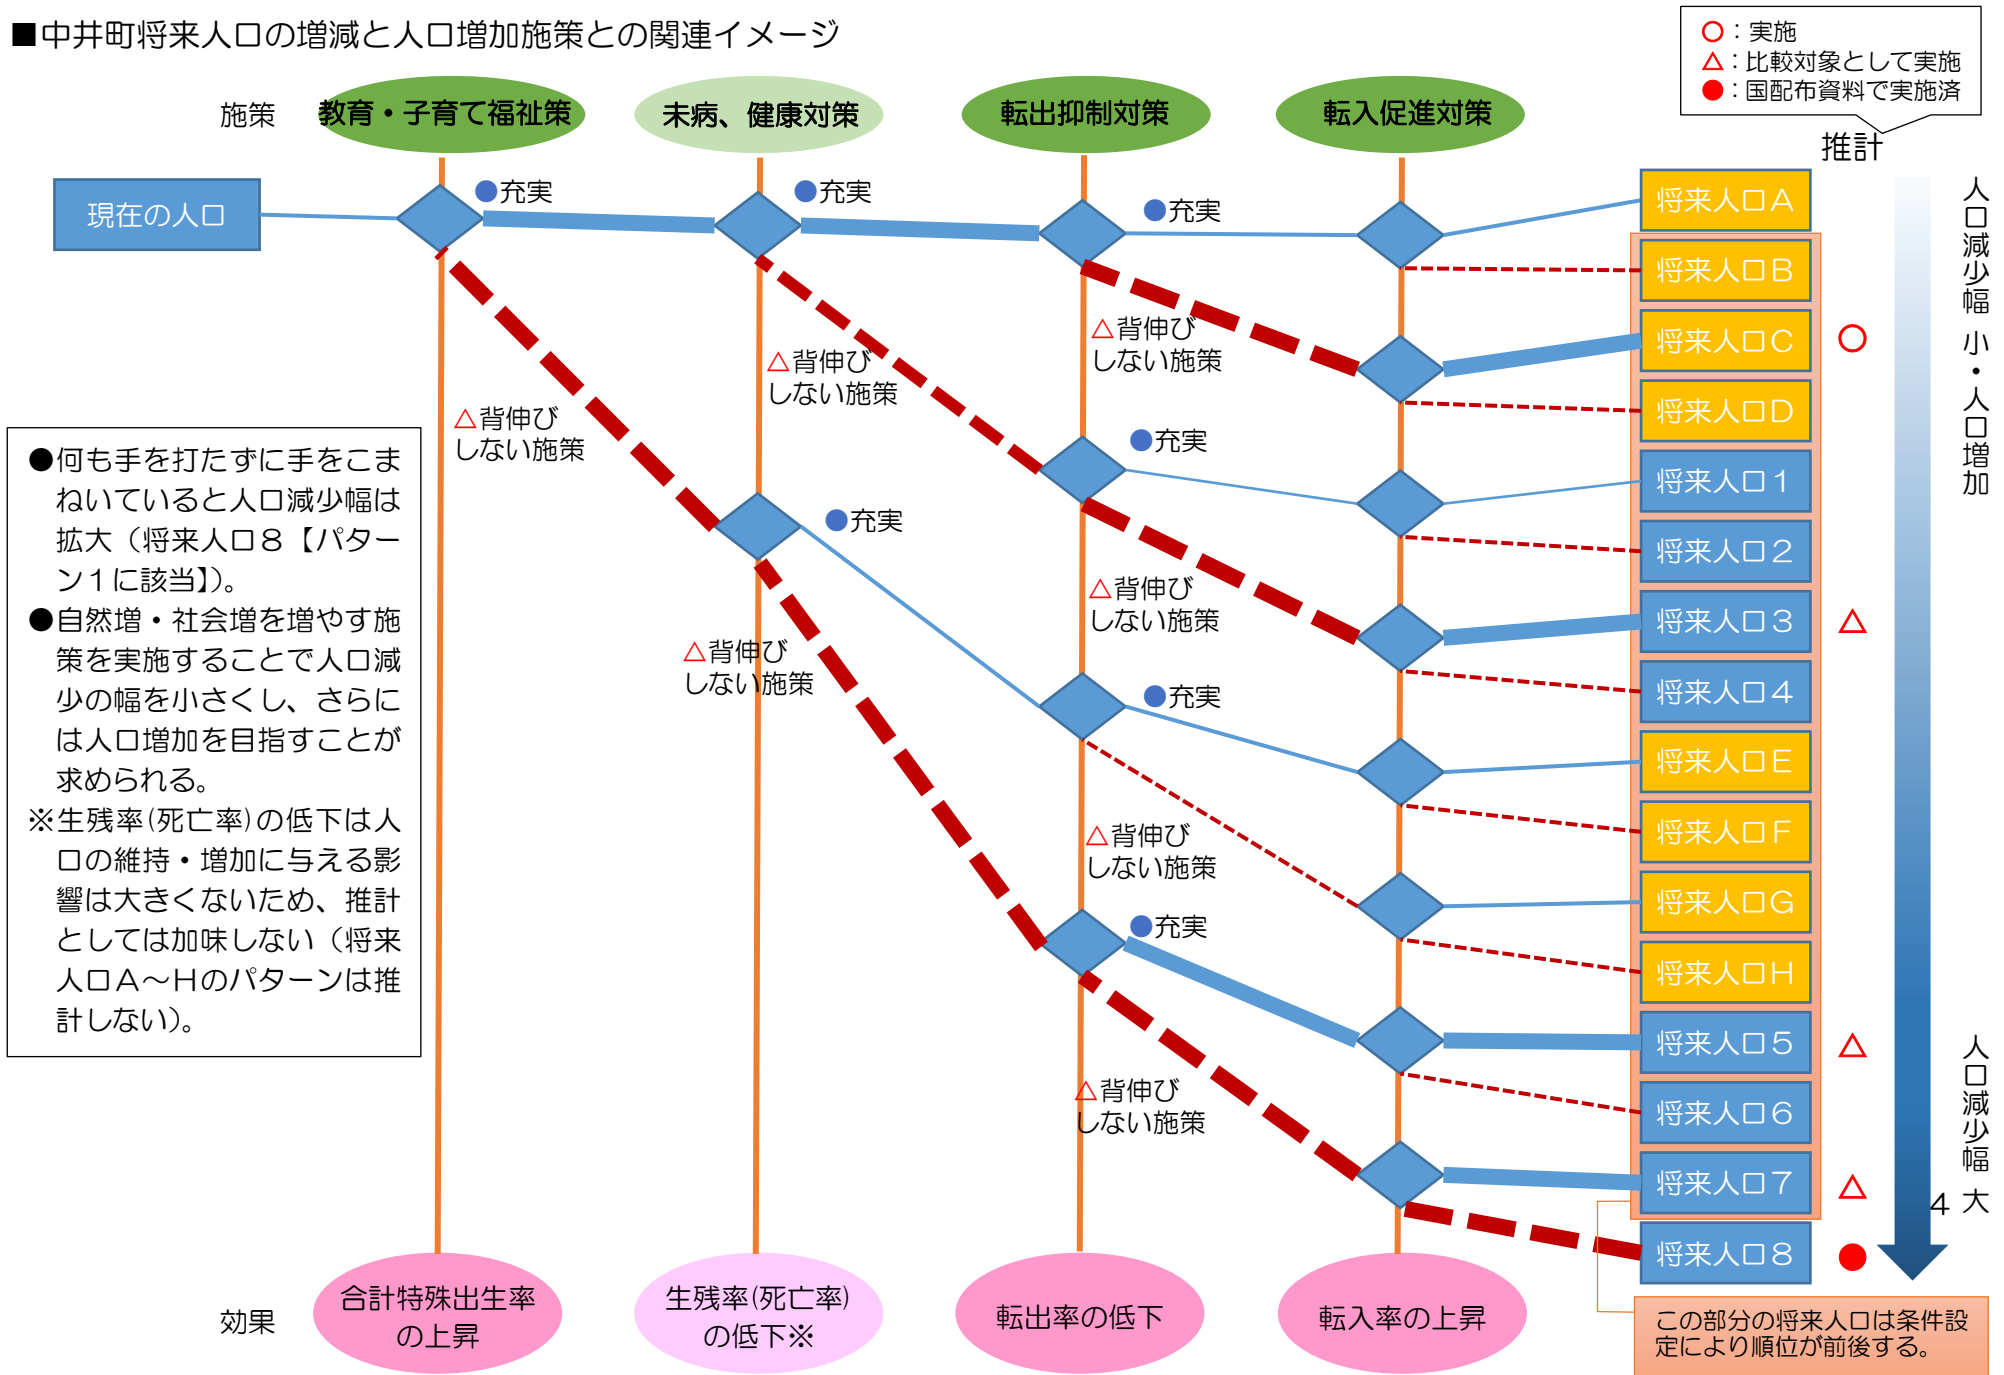 ■中井町将来人口の増減と人口増加施策との関連イメージ
○：実施
△：比較対象として実施
●：国配布資料で実施済
推計
施策
教育・子育て福祉策
未病、健康対策
転出抑制対策
転入促進対策
現在の人口
●充実
●充実
●充実
△背伸び
しない施策
△背伸び
しない施策
△背伸び
しない施策
●充実
●充実
△背伸び
しない施策
△背伸び
しない施策
●充実
△背伸び
しない施策
●充実
△背伸び
しない施策
将来人口A
将来人口B
将来人口C
○
将来人口D
将来人口1
将来人口2
将来人口3
△
将来人口4
将来人口E
将来人口F
将来人口G
将来人口H
将来人口5
△
将来人口6
将来人口7
△
将来人口8
●
人口減少幅 小・人口増加
人口減少幅 大
4
●何も手を打たずに手をこま
ねいていると人口減少幅は
拡大（将来人口８【パター
ン１に該当】）。
●自然増・社会増を増やす施
策を実施することで人口減
少の幅を小さくし、さらに
は人口増加を目指すことが
求められる。
※生残率(死亡率)の低下は人
口の維持・増加に与える影
響は大きくないため、推計
としては加味しない（将来
人口Ａ～Ｈのパターンは推
計しない）。
効果
合計特殊出生率
の上昇
生残率(死亡率)
の低下※
転出率の低下
転入率の上昇
この部分の将来人口は条件設
定により順位が前後する。